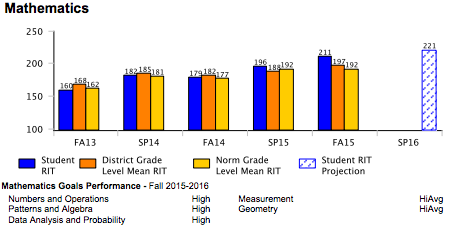 Mathematics
250
200
150
100
160 168 162
182 185 181
179 182 177
196 188 192
211 197 192
221
FA13 SP14 FA14 SP15 FA15 SP16
Student RIT
District Grade Level Mean RIT
Norm Grade Level Mean RIT
Student RIT Projection
Mathematics Goals Performance - Fall 2015-2016
Numbers and Operations High Measurement HiAvg
Patterns and Algebra High Geometry HiAvg
Data Analysis and Probability High